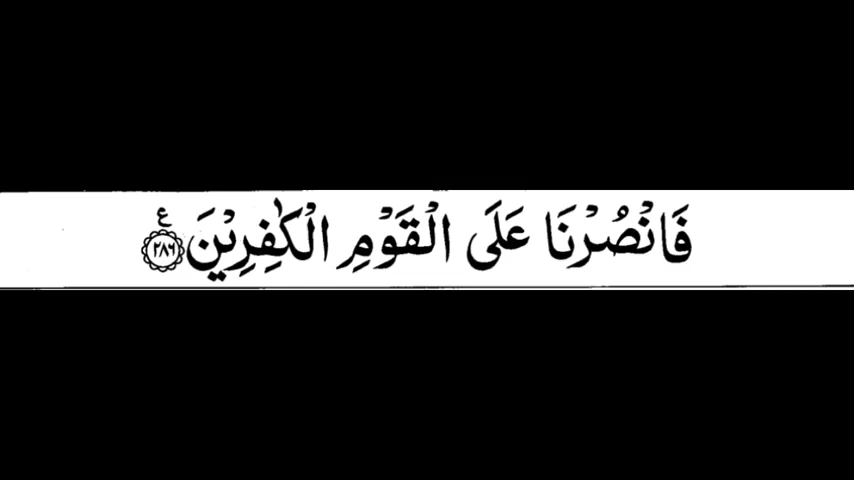 فَانْصُرْنَا عَلَى الْقَوْمِ الْكٰفِرِيْنَ ﴿۲۸۶﴾ ع